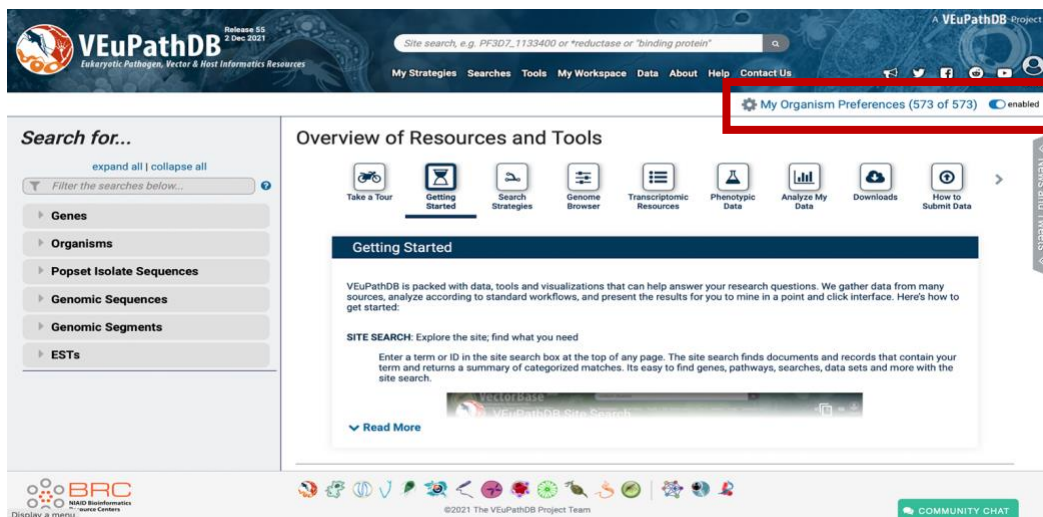 A VEuPathDB Project
VEuPathDB
Release 55
2 Dec 2021
Eukaryotic Pathogen, Vector & Host Informatics Resources
Site search, e.g. PF3D7_1133400 or *reductase or "binding protein"
My Strategies Searches Tools My Workspace Data About Help Contact Us
My Organism Preferences (573 of 573) enabled
Search for...
expand all | collapse all
Filter the searches below...
Genes
Organisms
Popset Isolate Sequences
Genomic Sequences
Genomic Segments
ESTs
Overview of Resources and Tools
Take a Tour
Getting
Started
Search
Strategies
Genome
Browser
Transcriptomic
Resources
Phenotypic
Data
Analyze My
Data
Downloads
How to
Submit Data
News and Tweets
Getting Started
VEuPathDB is packed with data, tools and visualizations that can help answer your research questions. We gather data from many
sources, analyze according to standard workflows, and present the results for you to mine in a point and click interface. Here's how to
get started:
SITE SEARCH: Explore the site; find what you need
Enter a term or ID in the site search box at the top of any page. The site search finds documents and records that contain your
term and returns a summary of categorized matches. Its easy to find genes, pathways, searches, data sets and more with the
site search.
VectorBase
VEuPathDB Site Search
Read More
BRC
NIAID Bioinformatics
Resource Centers
Display a menu
©2021 The VEuPathDB Project Team
COMMUNITY CHAT